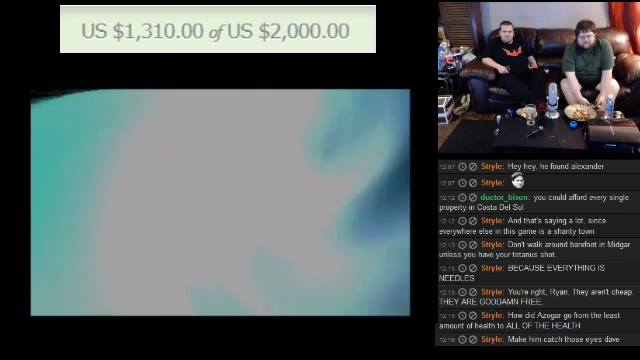 US $1,310.00 of US $2,000.00
12:07 Style: Hey hey, he found alexander
12:07 Style:
12:12 doctor_bison: you could afford every single
property in Costa Del Sol
12:12 Style: And that's saying a lot, since
everywhere else in this game is a shanty town
12:13 Style: Don't walk around barefoot in Midgar
unless you have your tetanus shot.
12:13 Style: BECAUSE EVERYTHING IS
NEEDLES
12:13 Style: You're right, Ryan. They aren't cheap.
THEY ARE GODDAMN FREE.
12:15 Style: How did Azogar go from the least
amount of health to ALL OF THE HEALTH
12:16 Style: Make him catch those eyes dave